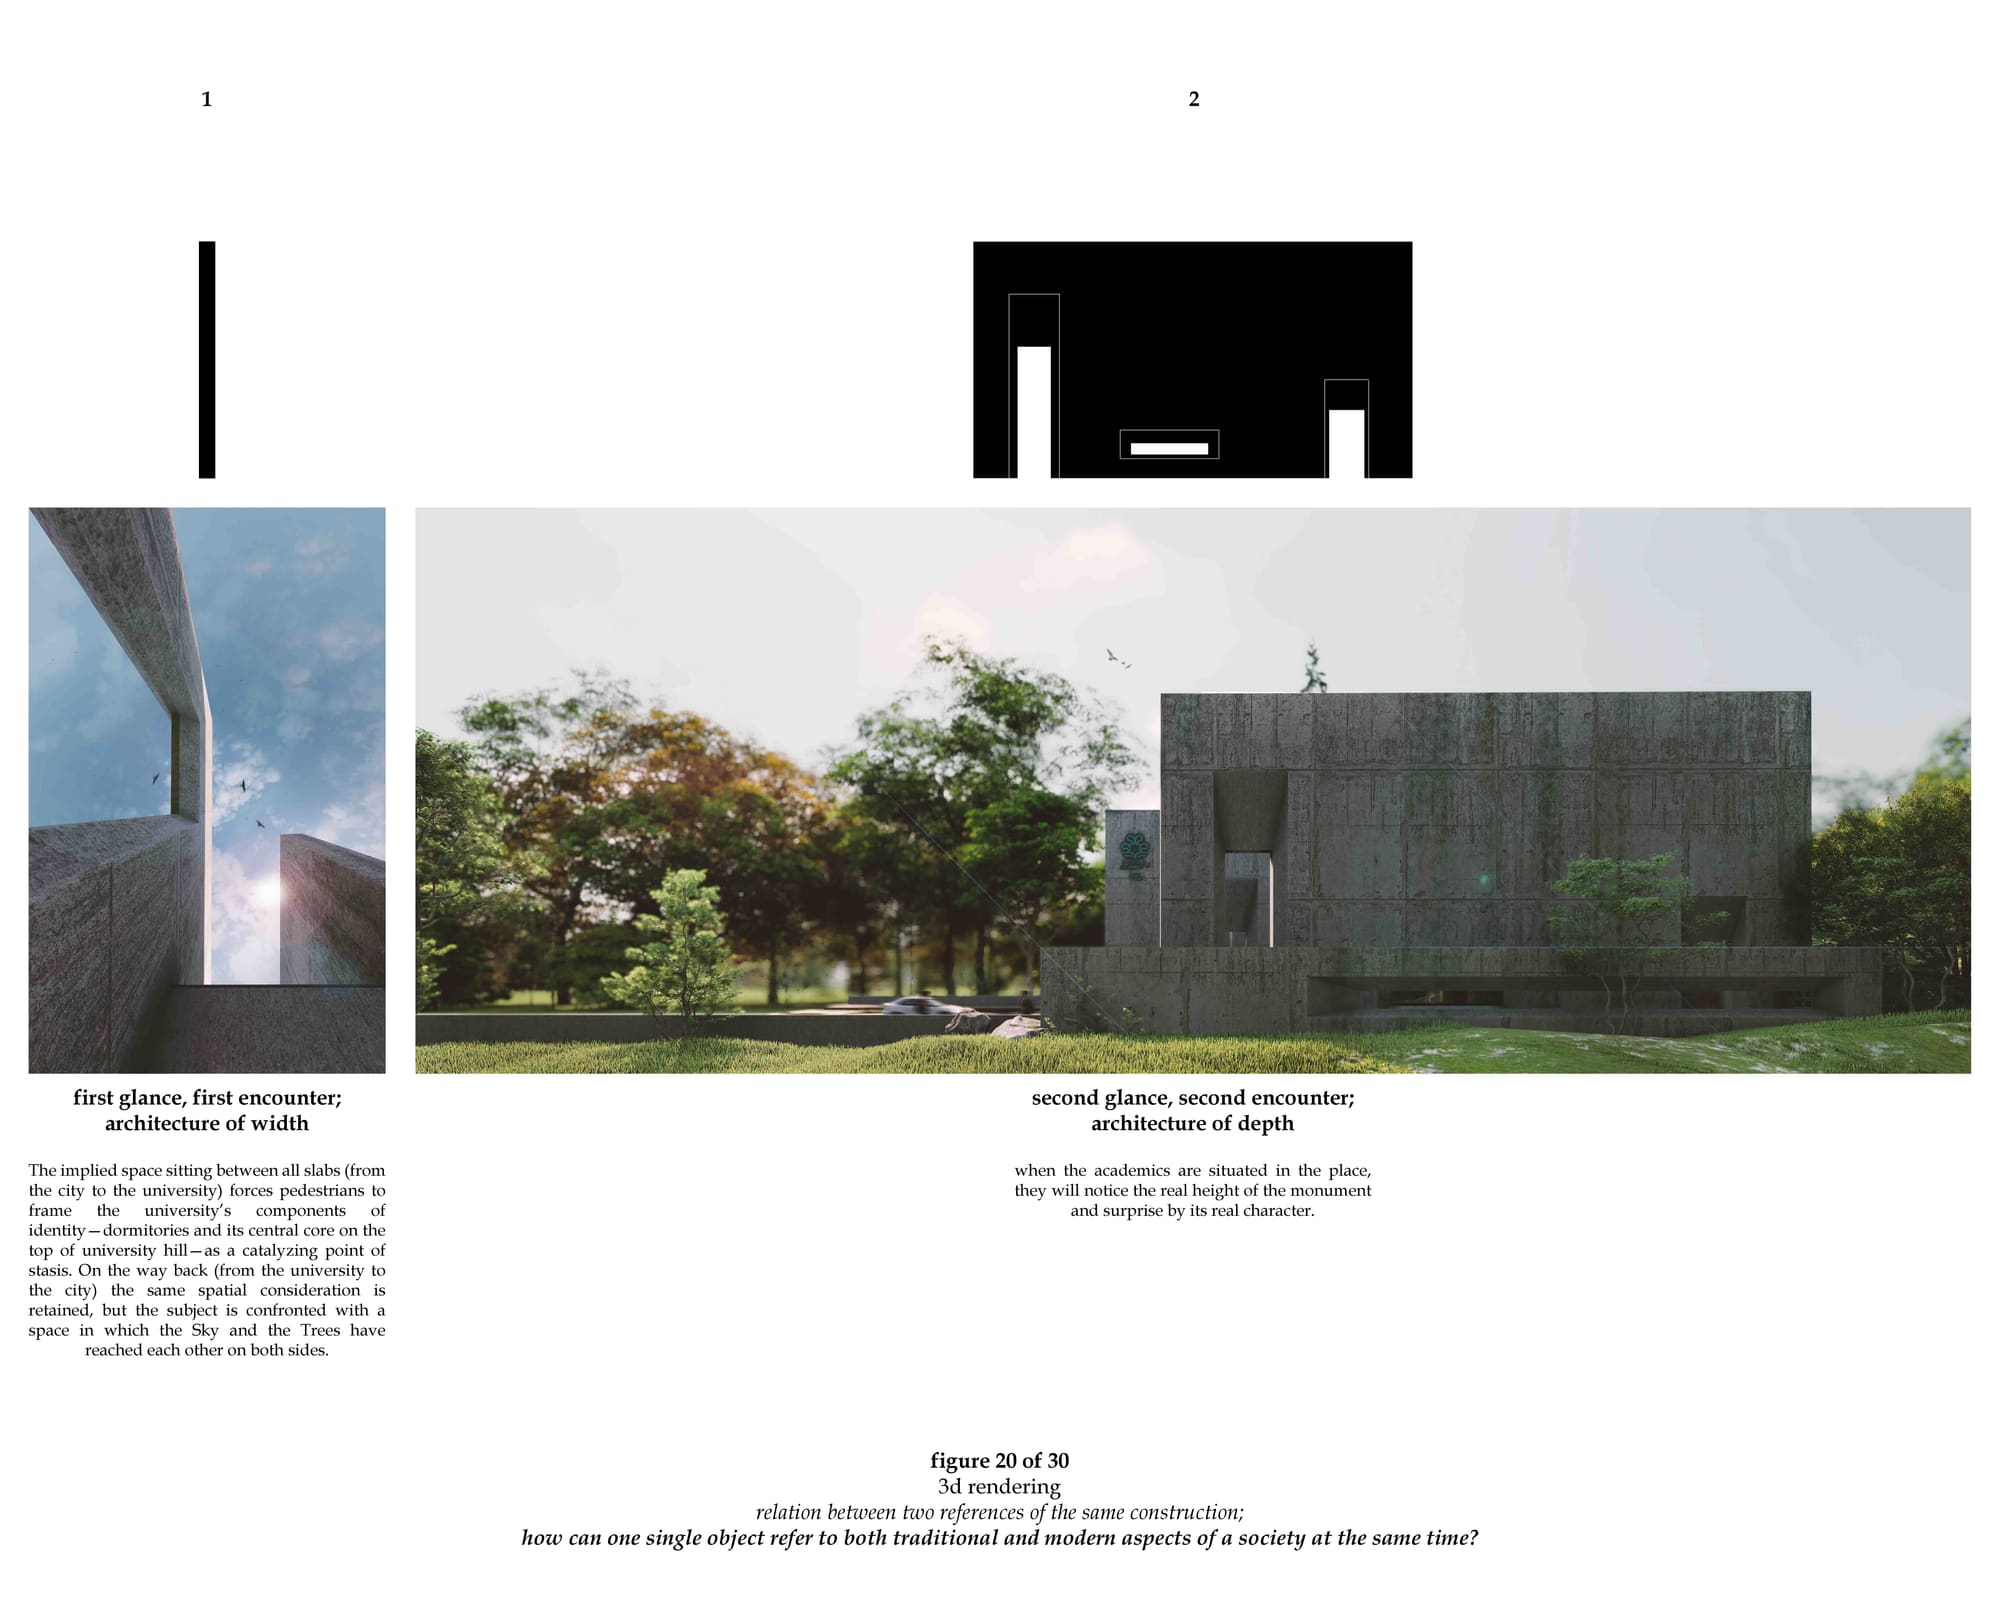 1
2
first glance, first encounter;
architecture of width
The implied space sitting between all slabs (from
the city to the university) forces pedestrians to
frame the university's components of
identity—dormitories and its central core on the
top of university hill—as a catalyzing point of
stasis. On the way back (from the university to
the city) the same spatial consideration is
retained, but the subject is confronted with a
space in which the Sky and the Trees have
reached each other on both sides.
second glance, second encounter;
architecture of depth
when the academics are situated in the place,
they will notice the real height of the monument
and surprise by its real character.
figure 20 of 30
3d rendering
relation between two references of the same construction;
how can one single object refer to both traditional and modern aspects of a society at the same time?